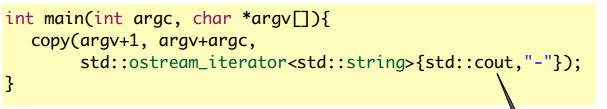 int main(int argc, char *argv[]){
copy(argv+1, argv+argc,
std::ostream_iterator<std::string>{std::cout,"-"});
}